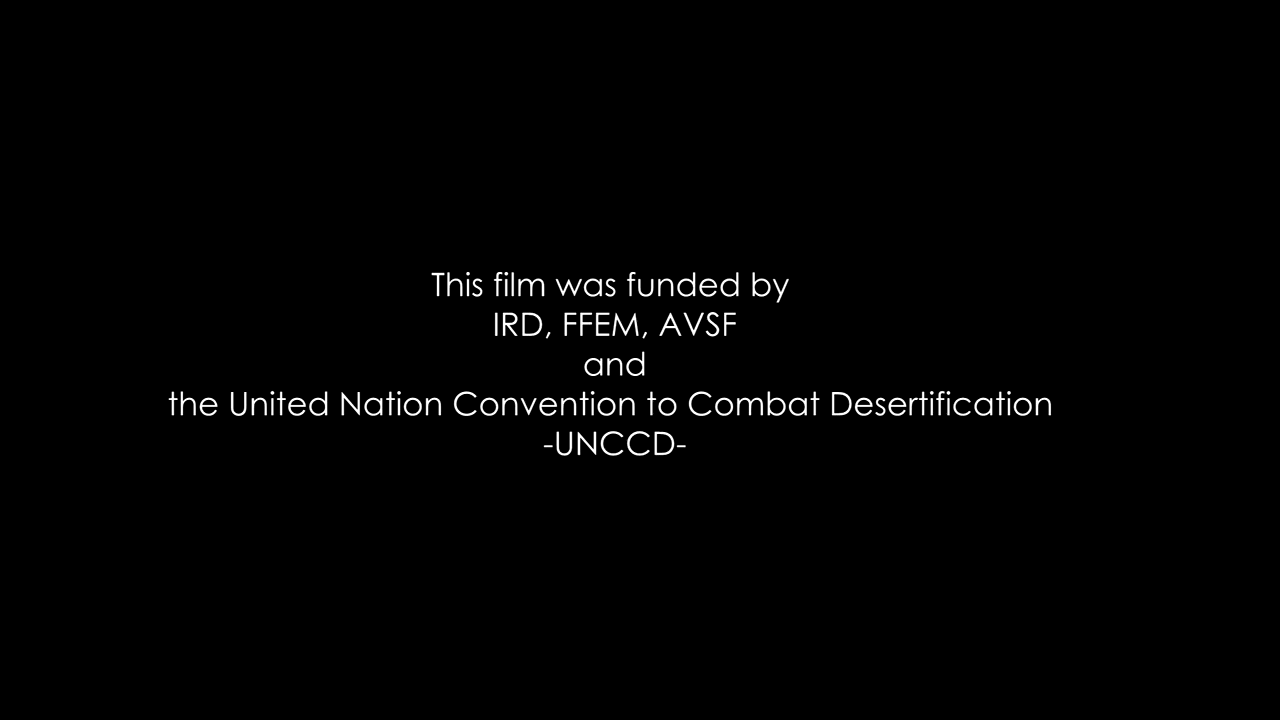 This film was funded by
IRD, FFEM, AVSF
and
the United Nation Convention to Combat Desertification
-UNCCD-